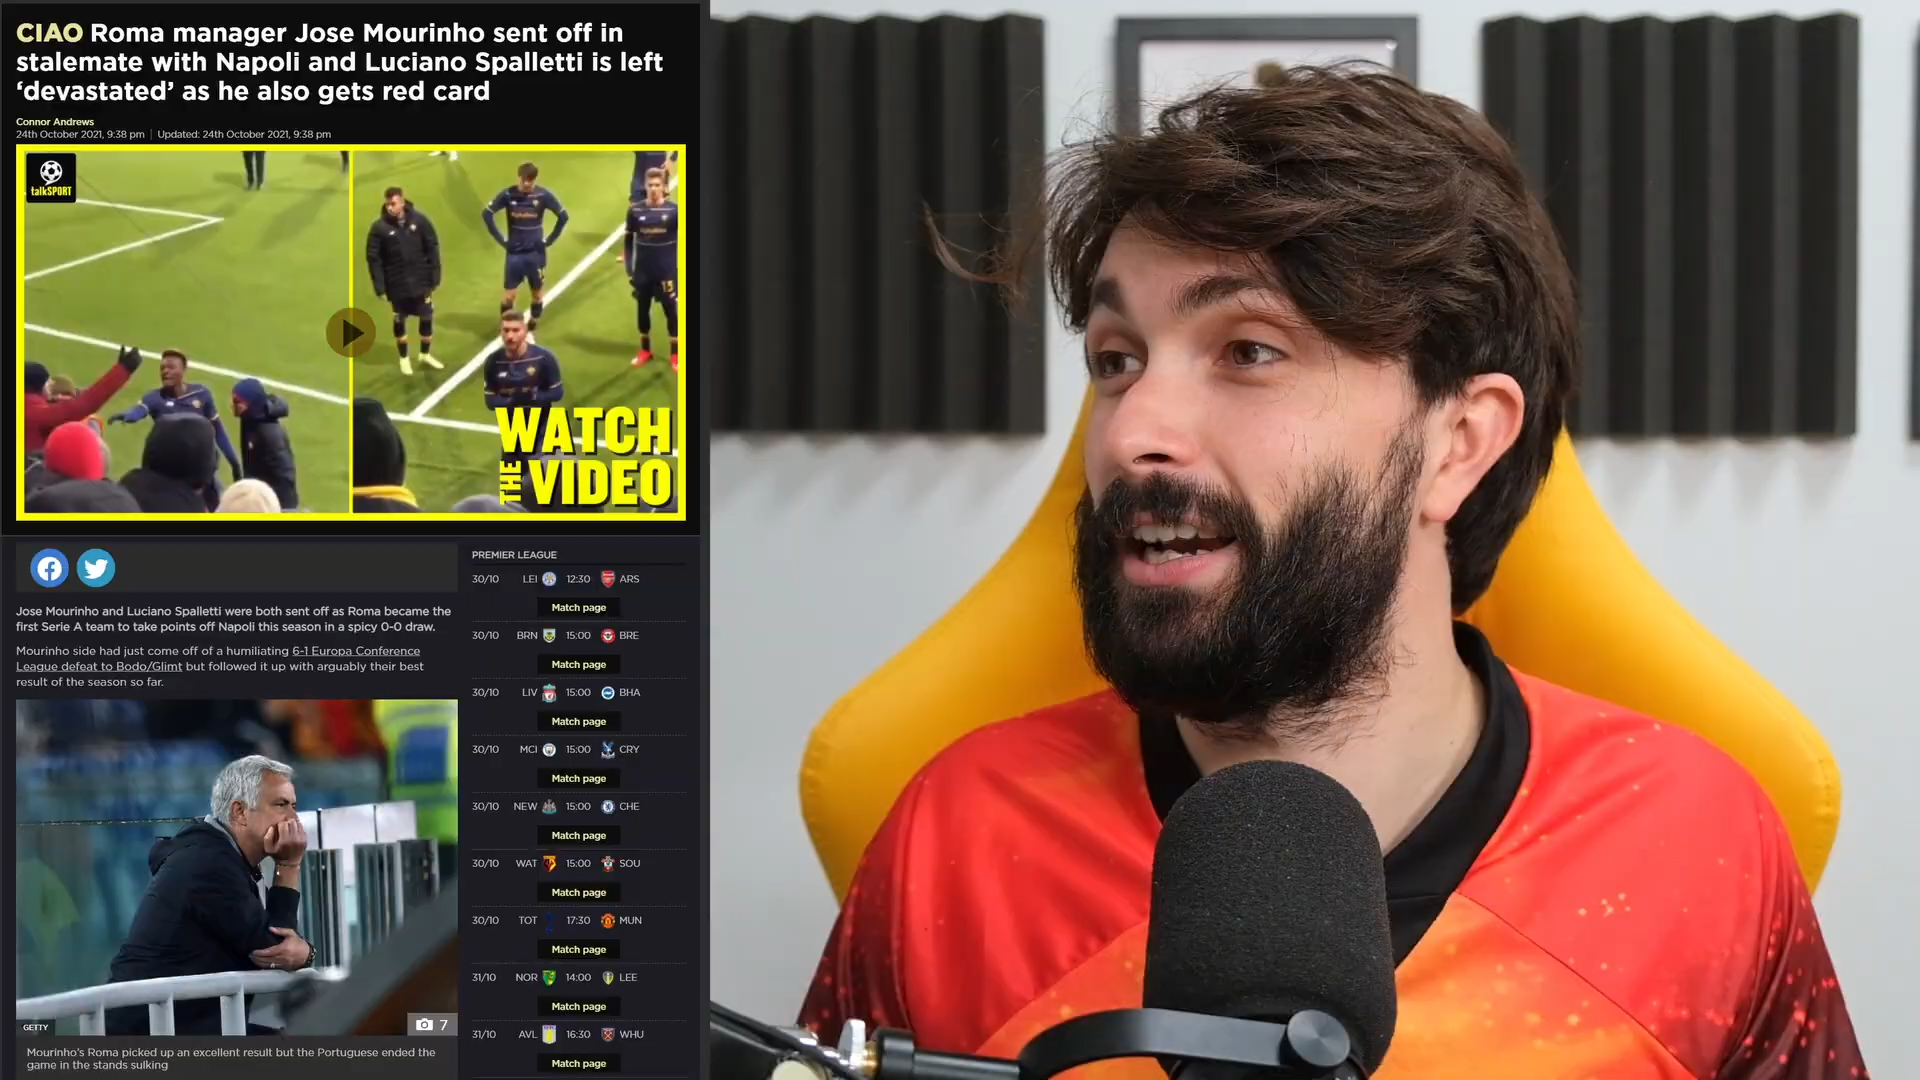 CIAO Roma manager Jose Mourinho sent off in
stalemate with Napoli and Luciano Spalletti is left
‘devastated’ as he also gets red card
Connor Andrews
24th October 2021, 9:38 pm | Updated: 24th October 2021, 9:38 pm
talkSPORT
WATCH
THE VIDEO
Jose Mourinho and Luciano Spalletti were both sent off as Roma became the
first Serie A team to take points off Napoli this season in a spicy 0-0 draw.
Mourinho side had just come off of a humiliating 6-1 Europa Conference
League defeat to Bodo/Glimt but followed it up with arguably their best
result of the season so far.
GETTY
7
Mourinho’s Roma picked up an excellent result but the Portuguese ended the
game in the stands sulking
PREMIER LEAGUE
30/10 LEI 12:30 ARS
Match page
30/10 BRN 15:00 BRE
Match page
30/10 LIV 15:00 BHA
Match page
30/10 MCI 15:00 CRY
Match page
30/10 NEW 15:00 CHE
Match page
30/10 WAT 15:00 SOU
Match page
30/10 TOT 17:30 MUN
Match page
31/10 NOR 14:00 LEE
Match page
31/10 AVL 16:30 WHU
Match page